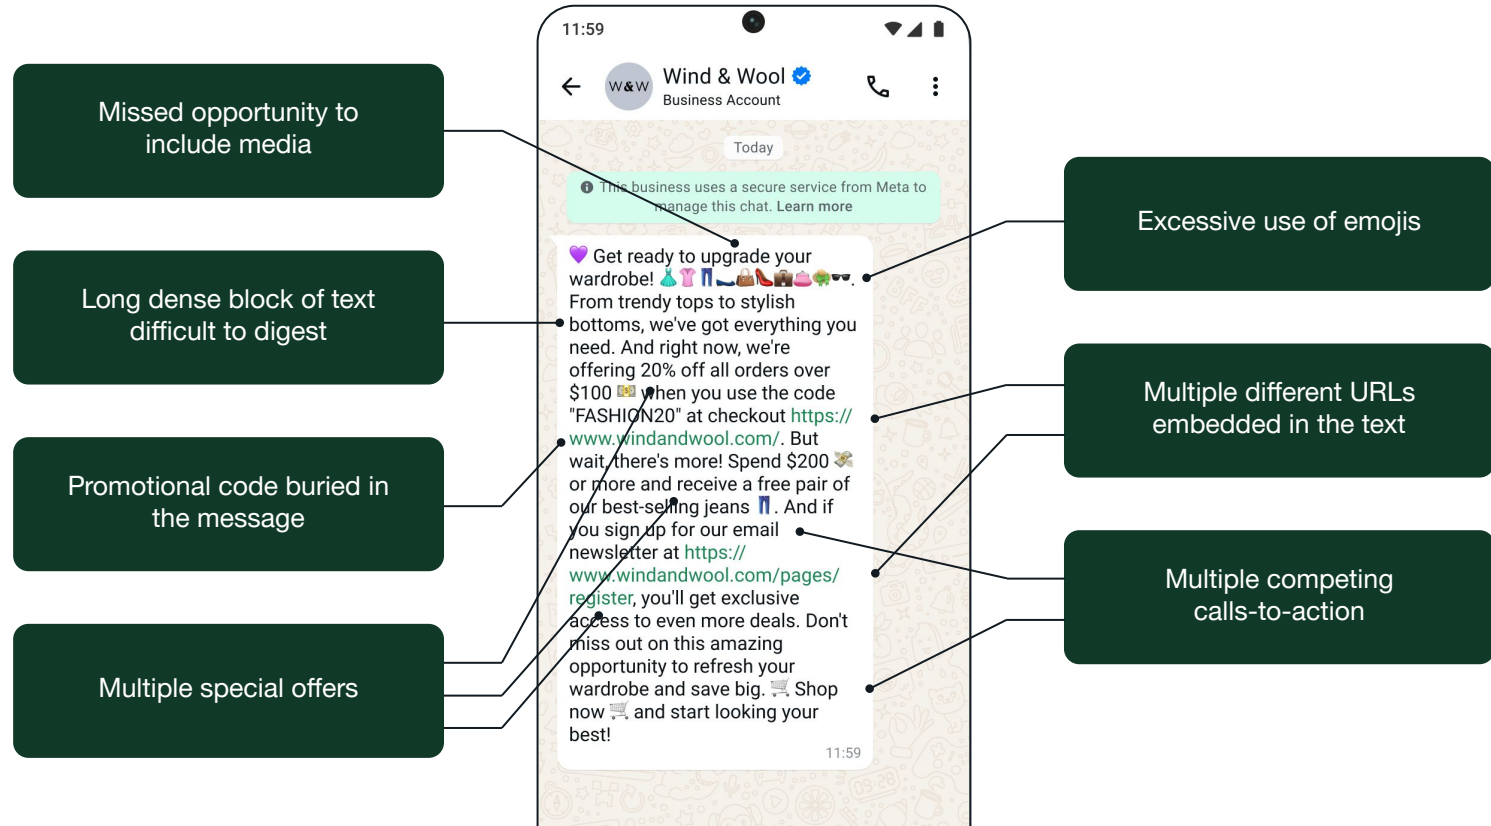 11:59
W&W
Wind & Wool
Business Account
Today
This business uses a secure service from Meta to
manage this chat. Learn more
💜 Get ready to upgrade your
wardrobe! 👗👚👖🥿👜👠💼👛👒🕶️.
From trendy tops to stylish
bottoms, we've got everything you
need. And right now, we're
offering 20% off all orders over
$100 💵 when you use the code
"FASHION20" at checkout https://
www.windandwool.com/. But
wait, there's more! Spend $200 💸
or more and receive a free pair of
our best-selling jeans 👖. And if
you sign up for our email
newsletter at https://
www.windandwool.com/pages/
register, you'll get exclusive
access to even more deals. Don't
miss out on this amazing
opportunity to refresh your
wardrobe and save big. 🛒 Shop
now 🛒 and start looking your
best!
11:59
Missed opportunity to
include media
Long dense block of text
difficult to digest
Promotional code buried in
the message
Multiple special offers
Excessive use of emojis
Multiple different URLs
embedded in the text
Multiple competing
calls-to-action